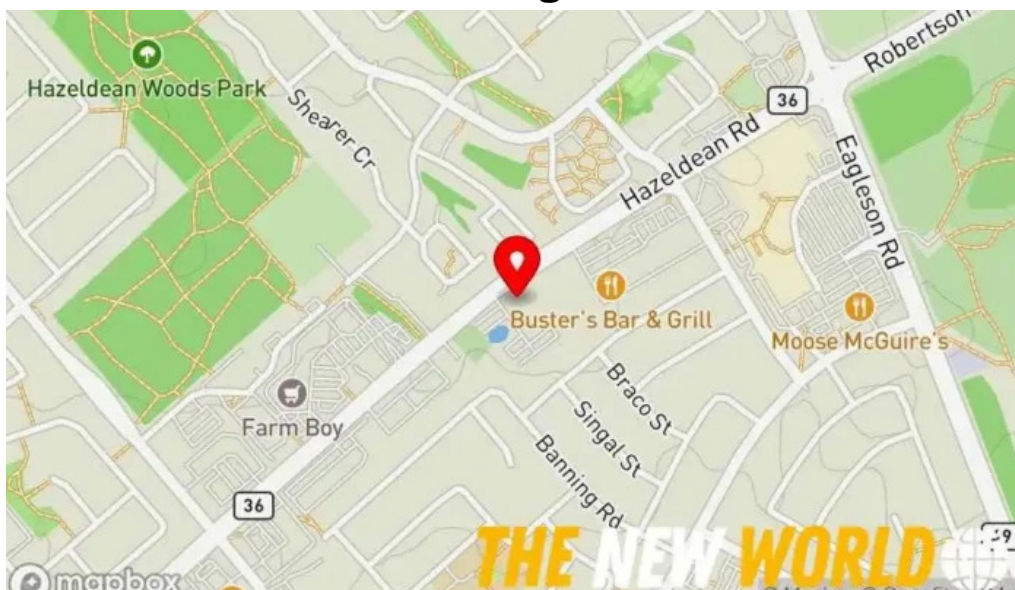 Hazeldean Woods Park
Shearer Cr
36
Robertson
Hazeldean Rd
Eagleson Rd
Buster's Bar & Grill
Moose McGuire's
Farm Boy
Braco St
Singal St
Banning Rd
36
THE NEW WORLD
mapbox